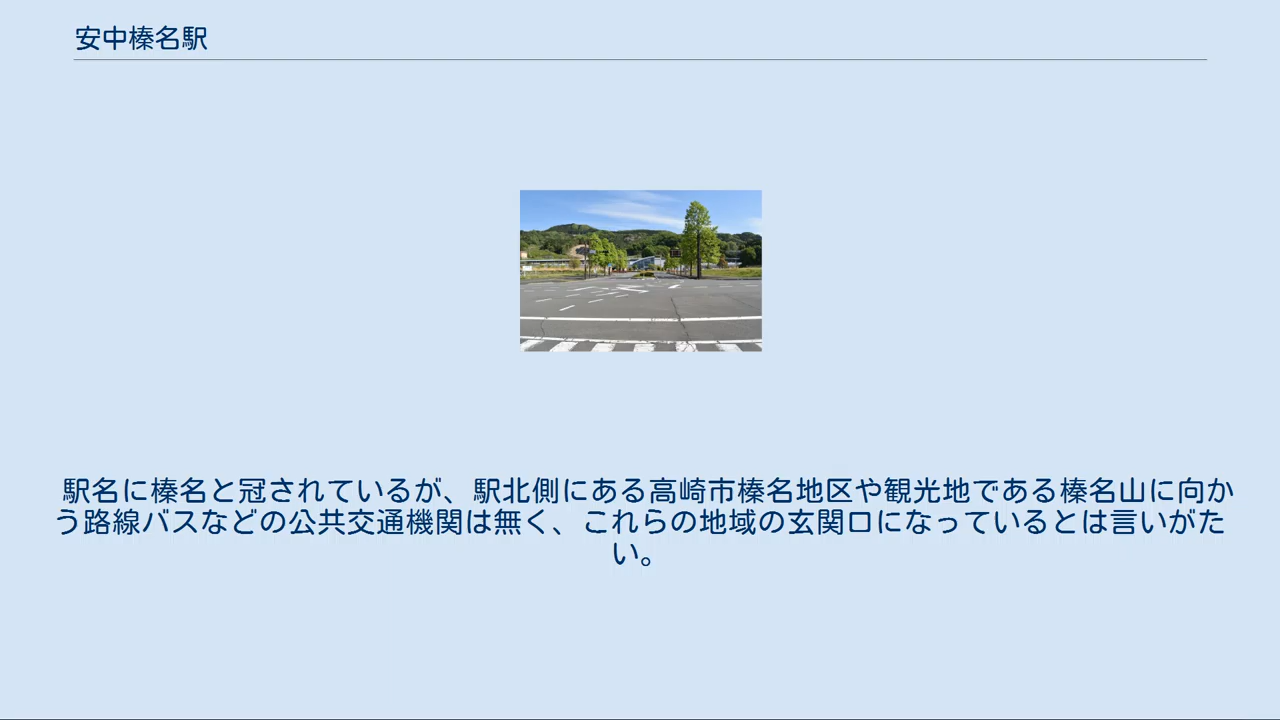 安中榛名駅
駅名に榛名と冠されているが、駅北側にある高崎市榛名地区や観光地である榛名山に向か
う路線バスなどの公共交通機関は無く、これらの地域の玄関口になっているとは言いがた
い。